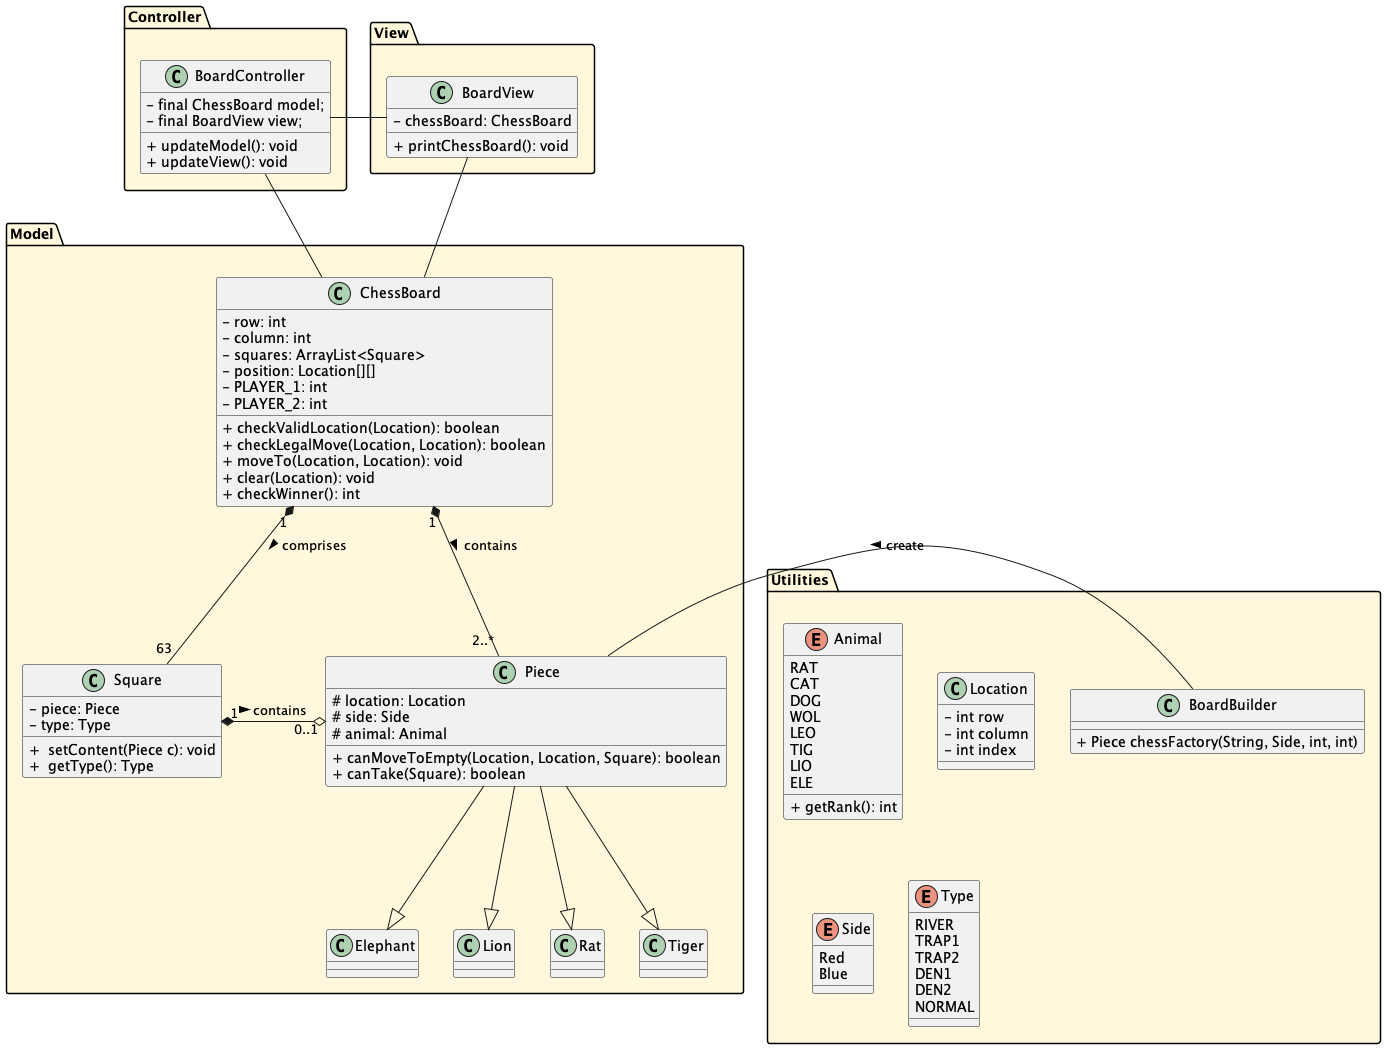 Controller
C BoardController
- final ChessBoard model;
- final BoardView view;
+ updateModel(): void
+ updateView(): void
View
C BoardView
- chessBoard: ChessBoard
+ printChessBoard(): void
Model
C ChessBoard
- row: int
- column: int
- squares: ArrayList<Square>
- position: Location[][]
- PLAYER_1: int
- PLAYER_2: int
+ checkValidLocation(Location): boolean
+ checkLegalMove(Location, Location): boolean
+ moveTo(Location, Location): void
+ clear(Location): void
+ checkWinner(): int
1
1
comprises
contains
create
63
2..*
C Square
- piece: Piece
- type: Type
+  setContent(Piece c): void
+  getType(): Type
1
contains
0..1
C Piece
# location: Location
# side: Side
# animal: Animal
+ canMoveToEmpty(Location, Location, Square): boolean
+ canTake(Square): boolean
C Elephant
C Lion
C Rat
C Tiger
Utilities
E Animal
RAT
CAT
DOG
WOL
LEO
TIG
LIO
ELE
+ getRank(): int
C Location
- int row
- int column
- int index
C BoardBuilder
+ Piece chessFactory(String, Side, int, int)
E Side
Red
Blue
E Type
RIVER
TRAP1
TRAP2
DEN1
DEN2
NORMAL